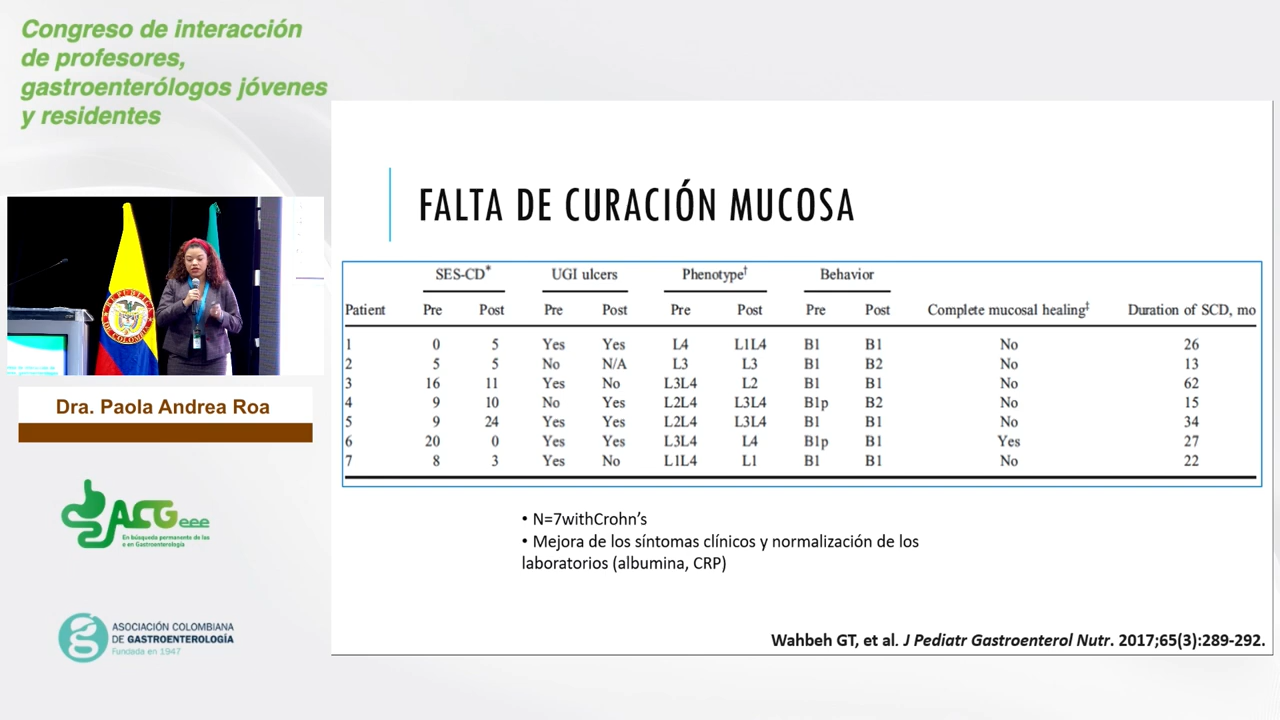 Congreso de interacción
de profesores,
gastroenterólogos jóvenes
y residentes
Dra. Paola Andrea Roa
ACGeee
En búsqueda permanente de las
e en Gastroenterología
ASOCIACIÓN COLOMBIANA
DE GASTROENTEROLOGÍA
Fundada en 1947
FALTA DE CURACIÓN MUCOSA
SES-CD* UGI ulcers Phenotype† Behavior
Patient Pre Post Pre Post Pre Post Pre Post Complete mucosal healing‡ Duration of SCD, mo
1 0 5 Yes Yes L4 L1L4 B1 B1 No 26
2 5 5 No N/A L3 L3 B1 B2 No 13
3 16 11 Yes No L3L4 L2 B1 B1 No 62
4 9 10 No Yes L2L4 L3L4 B1p B2 No 15
5 9 24 Yes Yes L2L4 L3L4 B1 B1 No 34
6 20 0 Yes Yes L3L4 L4 B1p B1 Yes 27
7 8 3 Yes No L1L4 L1 B1 B1 No 22
• N=7withCrohn’s
• Mejora de los síntomas clínicos y normalización de los
laboratorios (albumina, CRP)
Wahbeh GT, et al. J Pediatr Gastroenterol Nutr. 2017;65(3):289-292.